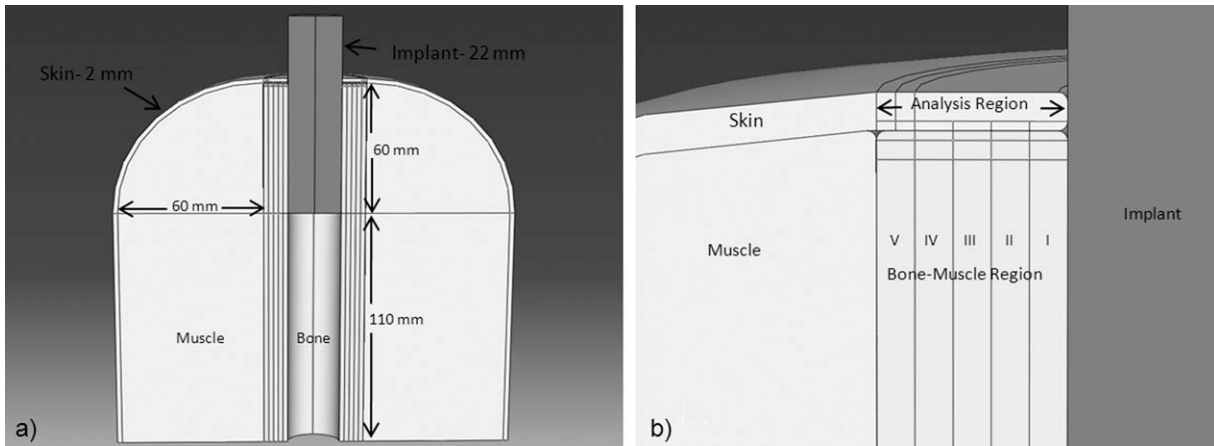 Implant- 22 mm
Skin- 2 mm
60 mm
60 mm
110 mm
Muscle
Bone
a)
Analysis Region
Skin
Implant
Muscle
V IV III II I
Bone-Muscle Region
b)